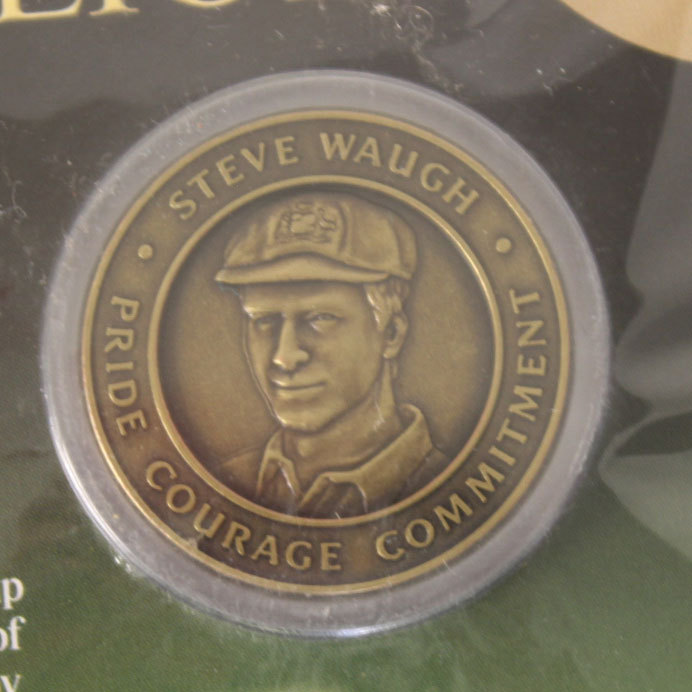 STEVE WAUGH
PRIDE COURAGE COMMITMENT
of